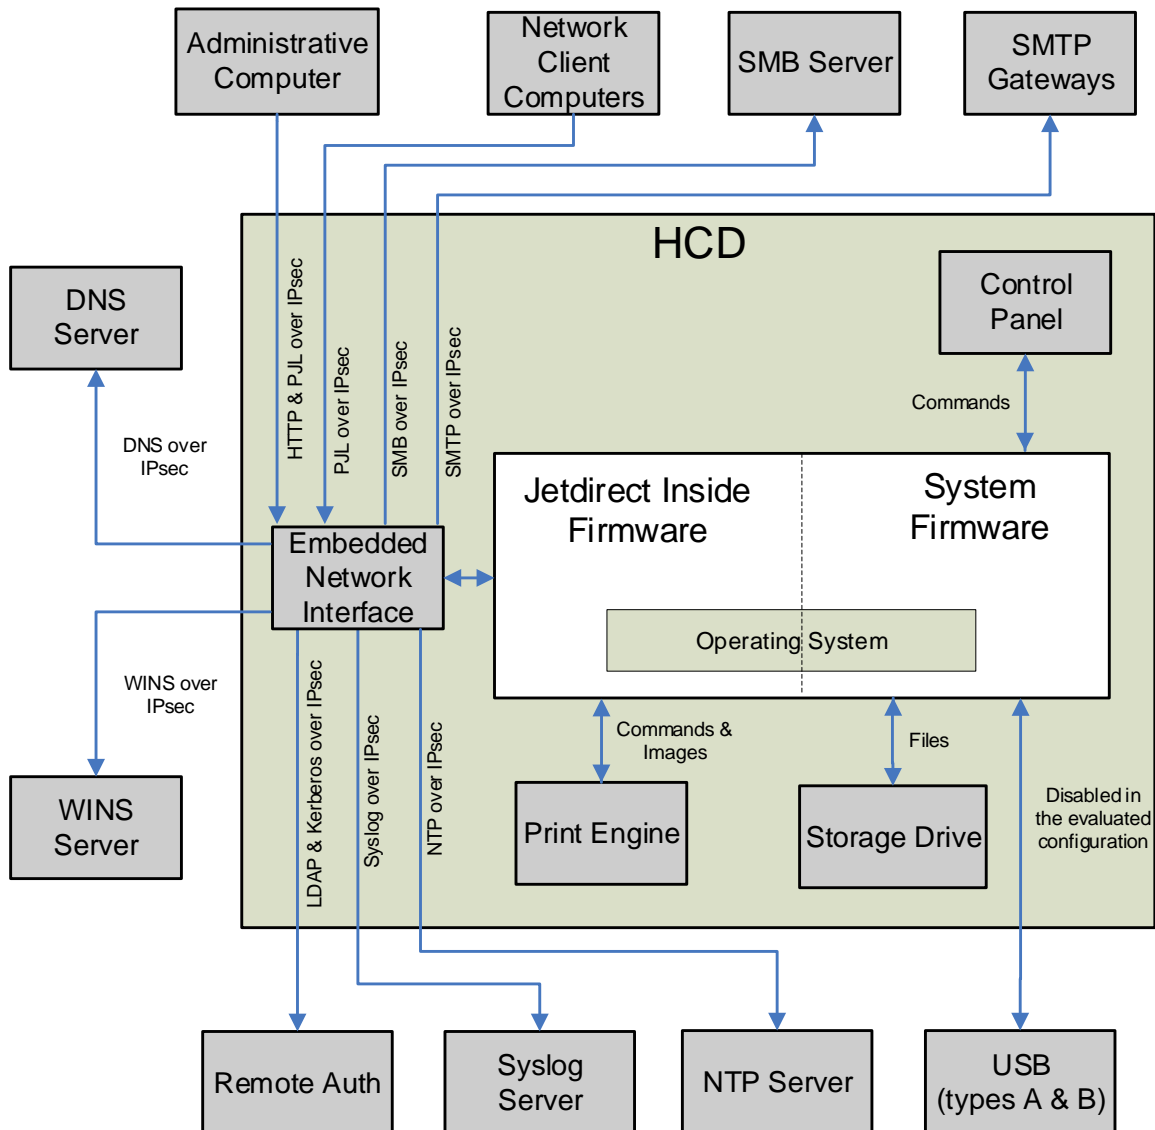 Administrative
Computer
Network
Client
Computers
SMB Server
SMTP
Gateways
HCD
DNS
Server
Control
Panel
HTTP & PJL over IPsec
PJL over IPsec
SMB over IPsec
SMTP over IPsec
Commands
DNS over
IPsec
Jetdirect Inside
Firmware
System
Firmware
Embedded
Network
Interface
Operating System
WINS over
IPsec
LDAP & Kerberos over IPsec
Syslog over IPsec
NTP over IPsec
Commands &
Images
Files
Disabled in
the evaluated
configuration
WINS
Server
Print Engine
Storage Drive
Remote Auth
Syslog
Server
NTP Server
USB
(types A & B)